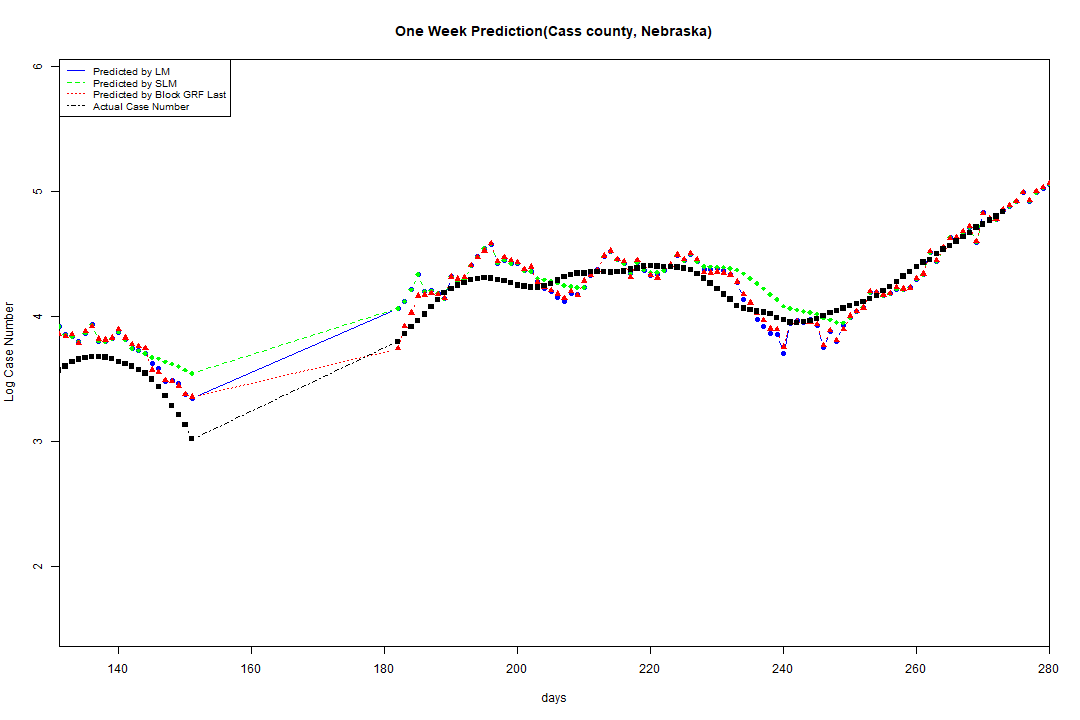 One Week Prediction(Cass county, Nebraska)
6
5
4
3
2
Log Case Number
Predicted by LM
Predicted by SLM
Predicted by Block GRF Last
Actual Case Number
140 160 180 200 220 240 260 280
days